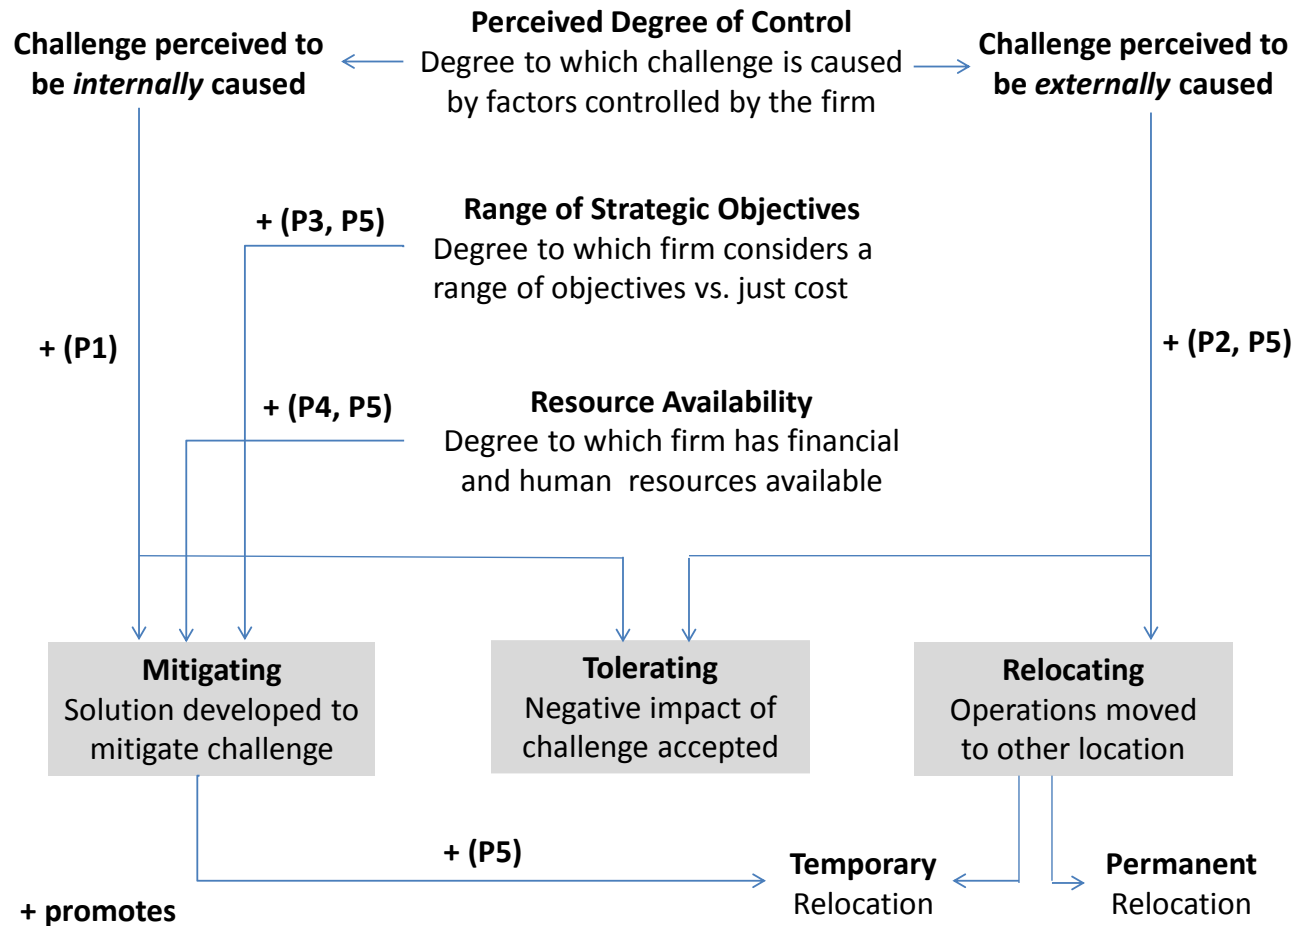 Perceived Degree of Control
Degree to which challenge is caused
by factors controlled by the firm
Challenge perceived to
be internally caused
Challenge perceived to
be externally caused
+ (P3, P5)
Range of Strategic Objectives
Degree to which firm considers a
range of objectives vs. just cost
+ (P1)
+ (P2, P5)
+ (P4, P5)
Resource Availability
Degree to which firm has financial
and human resources available
Mitigating
Solution developed to
mitigate challenge
Tolerating
Negative impact of
challenge accepted
Relocating
Operations moved
to other location
+ (P5)
Temporary
Relocation
Permanent
Relocation
+ promotes